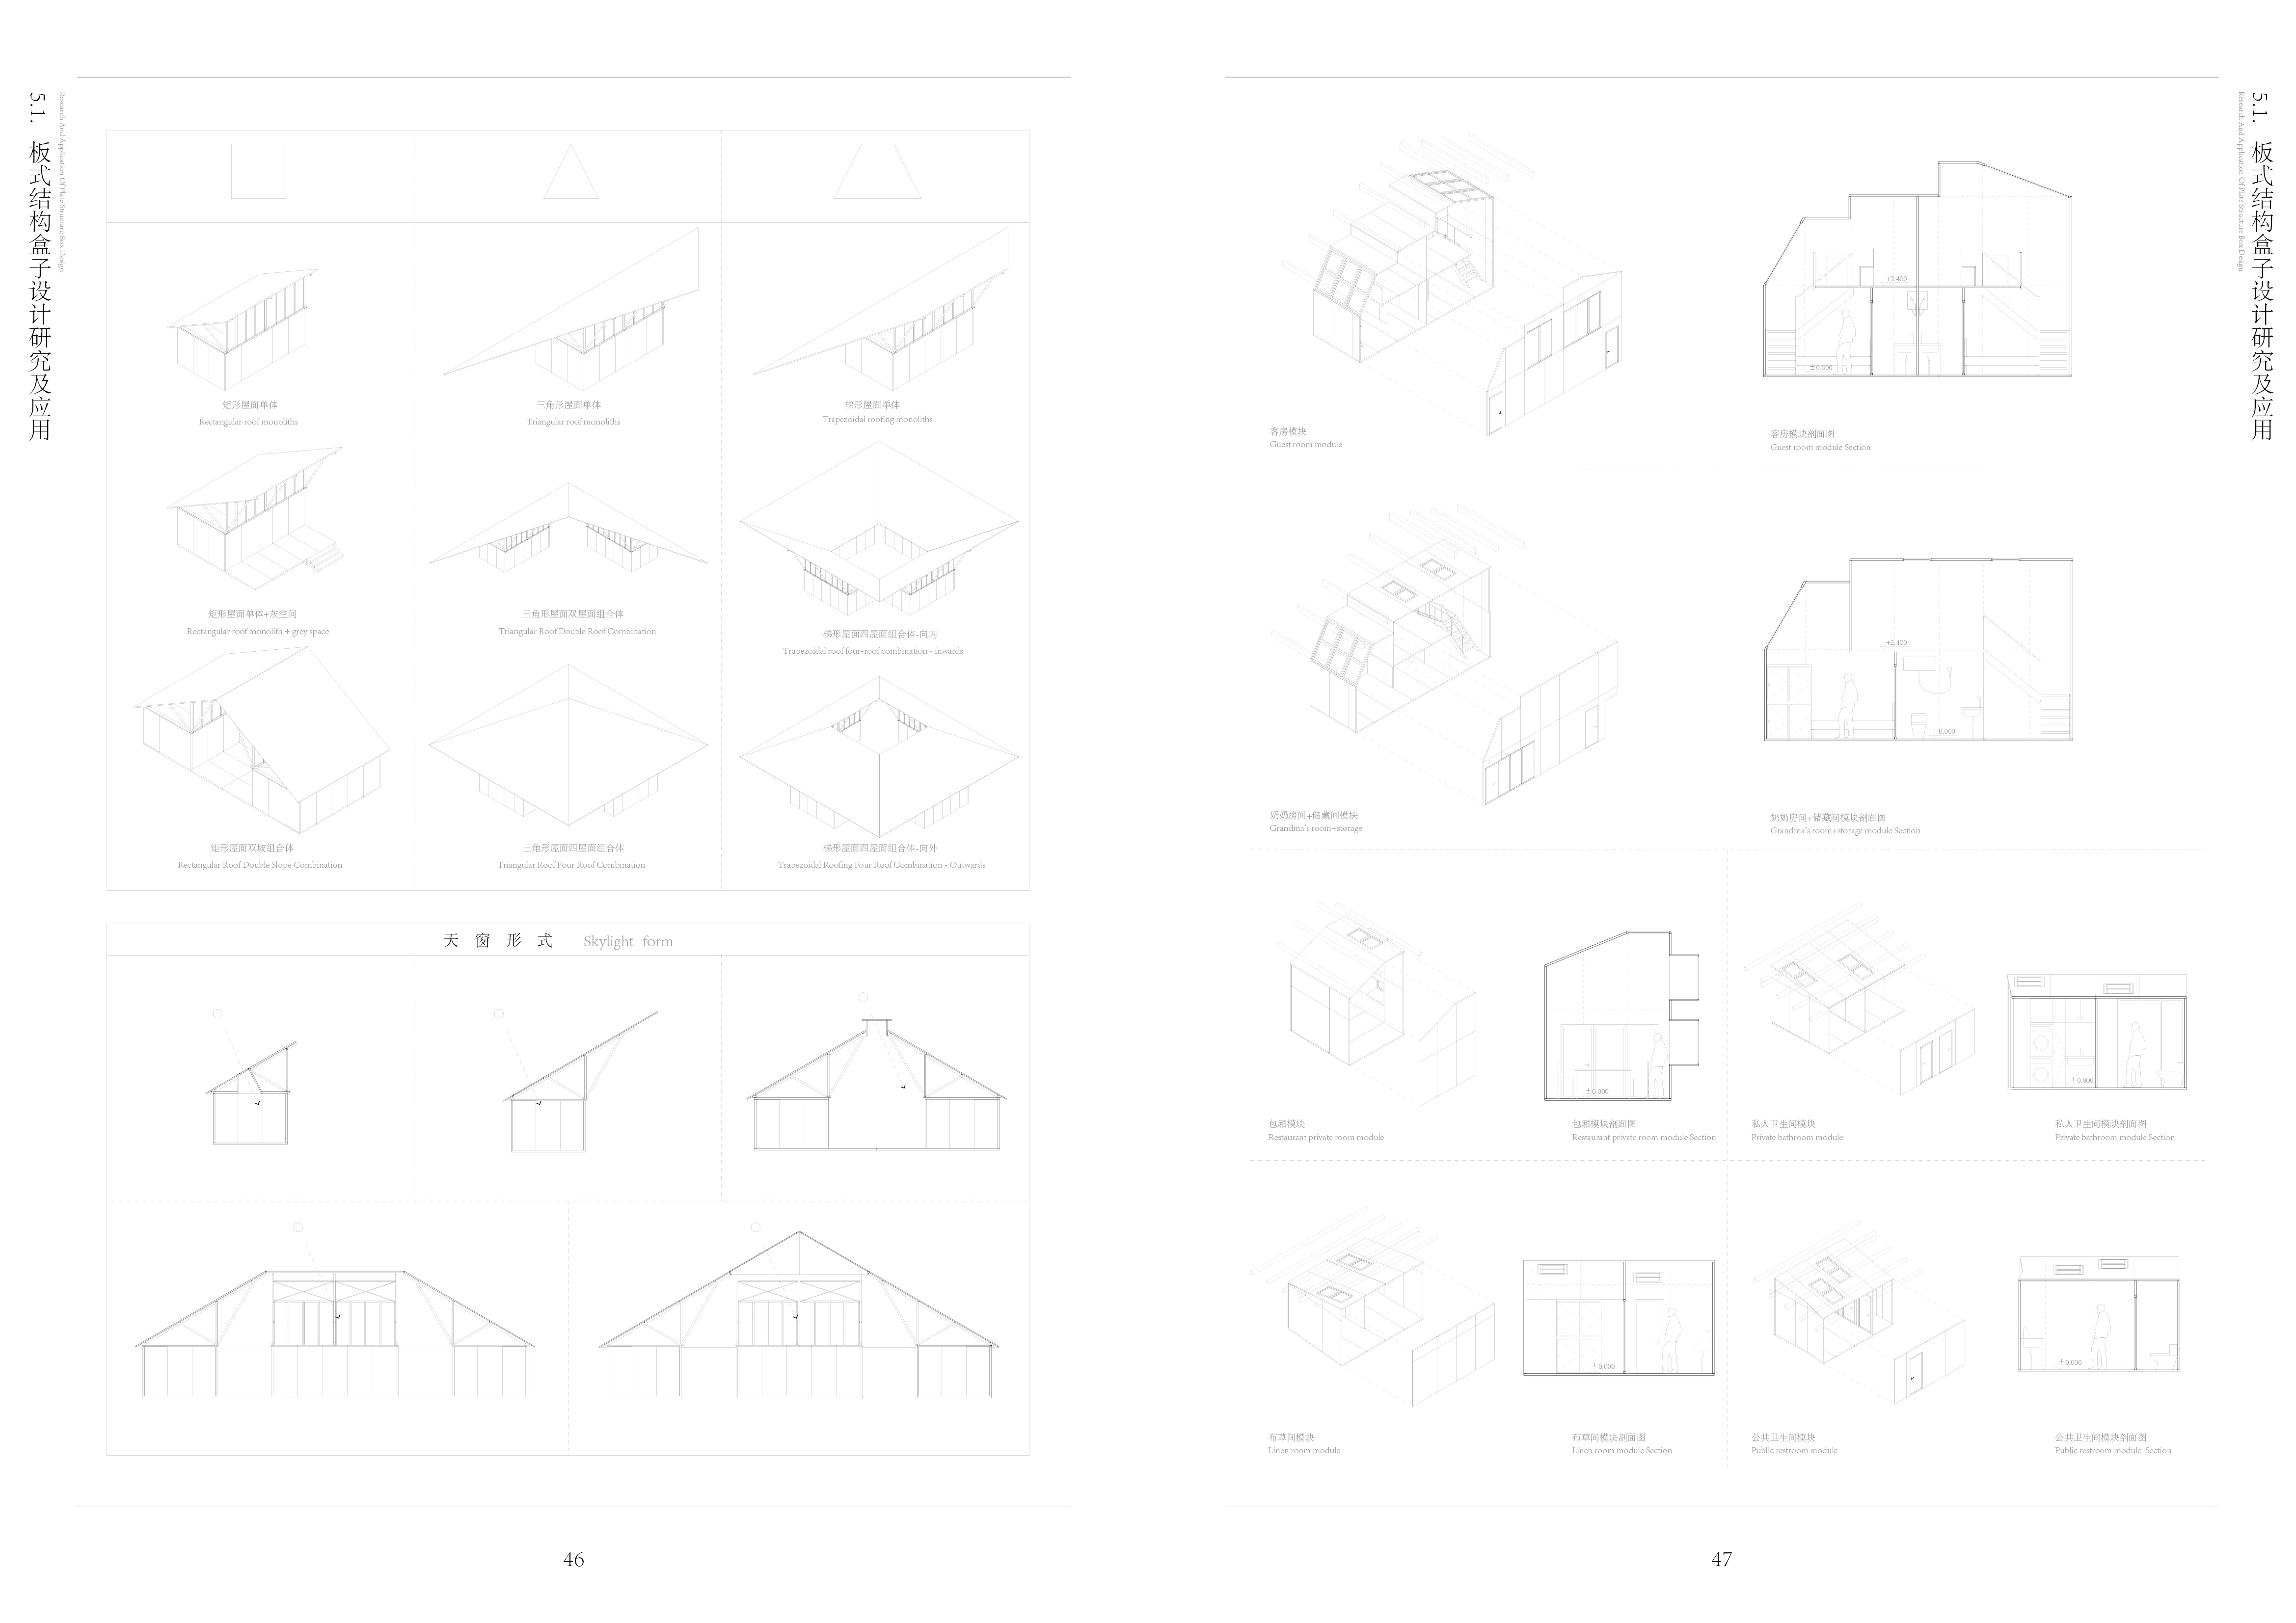 5.1. 板式结构盒子设计研究及应用
Research And Application Of Plate Structure Box Design
矩形屋面单体
Rectangular roof monoliths
三角形屋面单体
Triangular roof monoliths
梯形屋面单体
Trapezoidal roofing monoliths
矩形屋面单体+灰空间
Rectangular roof monolith + grey space
三角形屋面双屋面组合体
Triangular Roof Double Roof Combination
梯形屋面四屋面组合体-向内
Trapezoidal roof four-roof combination - inwards
矩形屋面双坡组合体
Rectangular Roof Double Slope Combination
三角形屋面四屋面组合体
Triangular Roof Four Roof Combination
梯形屋面四屋面组合体-向外
Trapezoidal Roofing Four Roof Combination - Outwards
天窗形式 Skylight form
46
5.1. 板式结构盒子设计研究及应用
Research And Application Of Plate Structure Box Design
+2.400
±0.000
客房模块
Guest room module
客房模块剖面图
Guest room module Section
+2.400
±0.000
奶奶房间+储藏间模块
Grandma's room+storage
奶奶房间+储藏间模块剖面图
Grandma's room+storage module Section
±0.000
±0.000
包厢模块
Restaurant private room module
包厢模块剖面图
Restaurant private room module Section
私人卫生间模块
Private bathroom module
私人卫生间模块剖面图
Private bathroom module Section
±0.000
±0.000
布草间模块
Linen room module
布草间模块剖面图
Linen room module Section
公共卫生间模块
Public restroom module
公共卫生间模块剖面图
Public restroom module Section
47